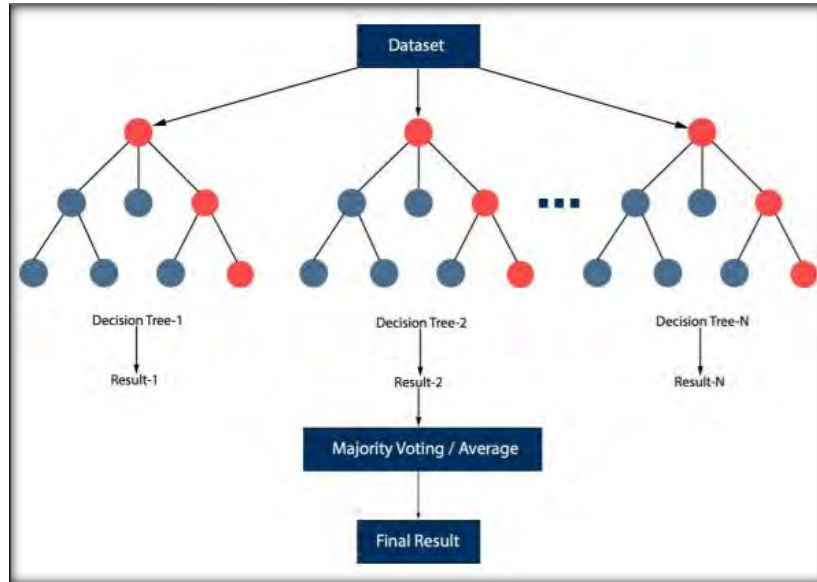 Dataset
Decision Tree-1
Decision Tree-2
Decision Tree-N
Result-1
Result-2
Result-N
Majority Voting / Average
Final Result